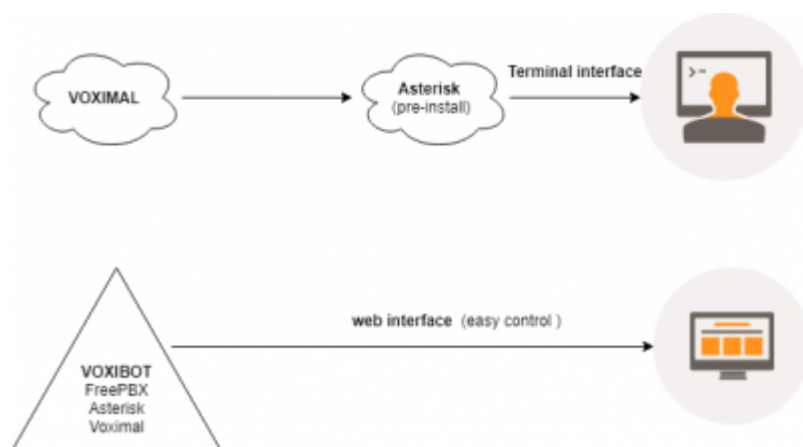 VOXIMAL
Asterisk
(pre-install)
Terminal interface
>-
web interface (easy control )
VOXIBOT
FreePBX
Asterisk
Voximal